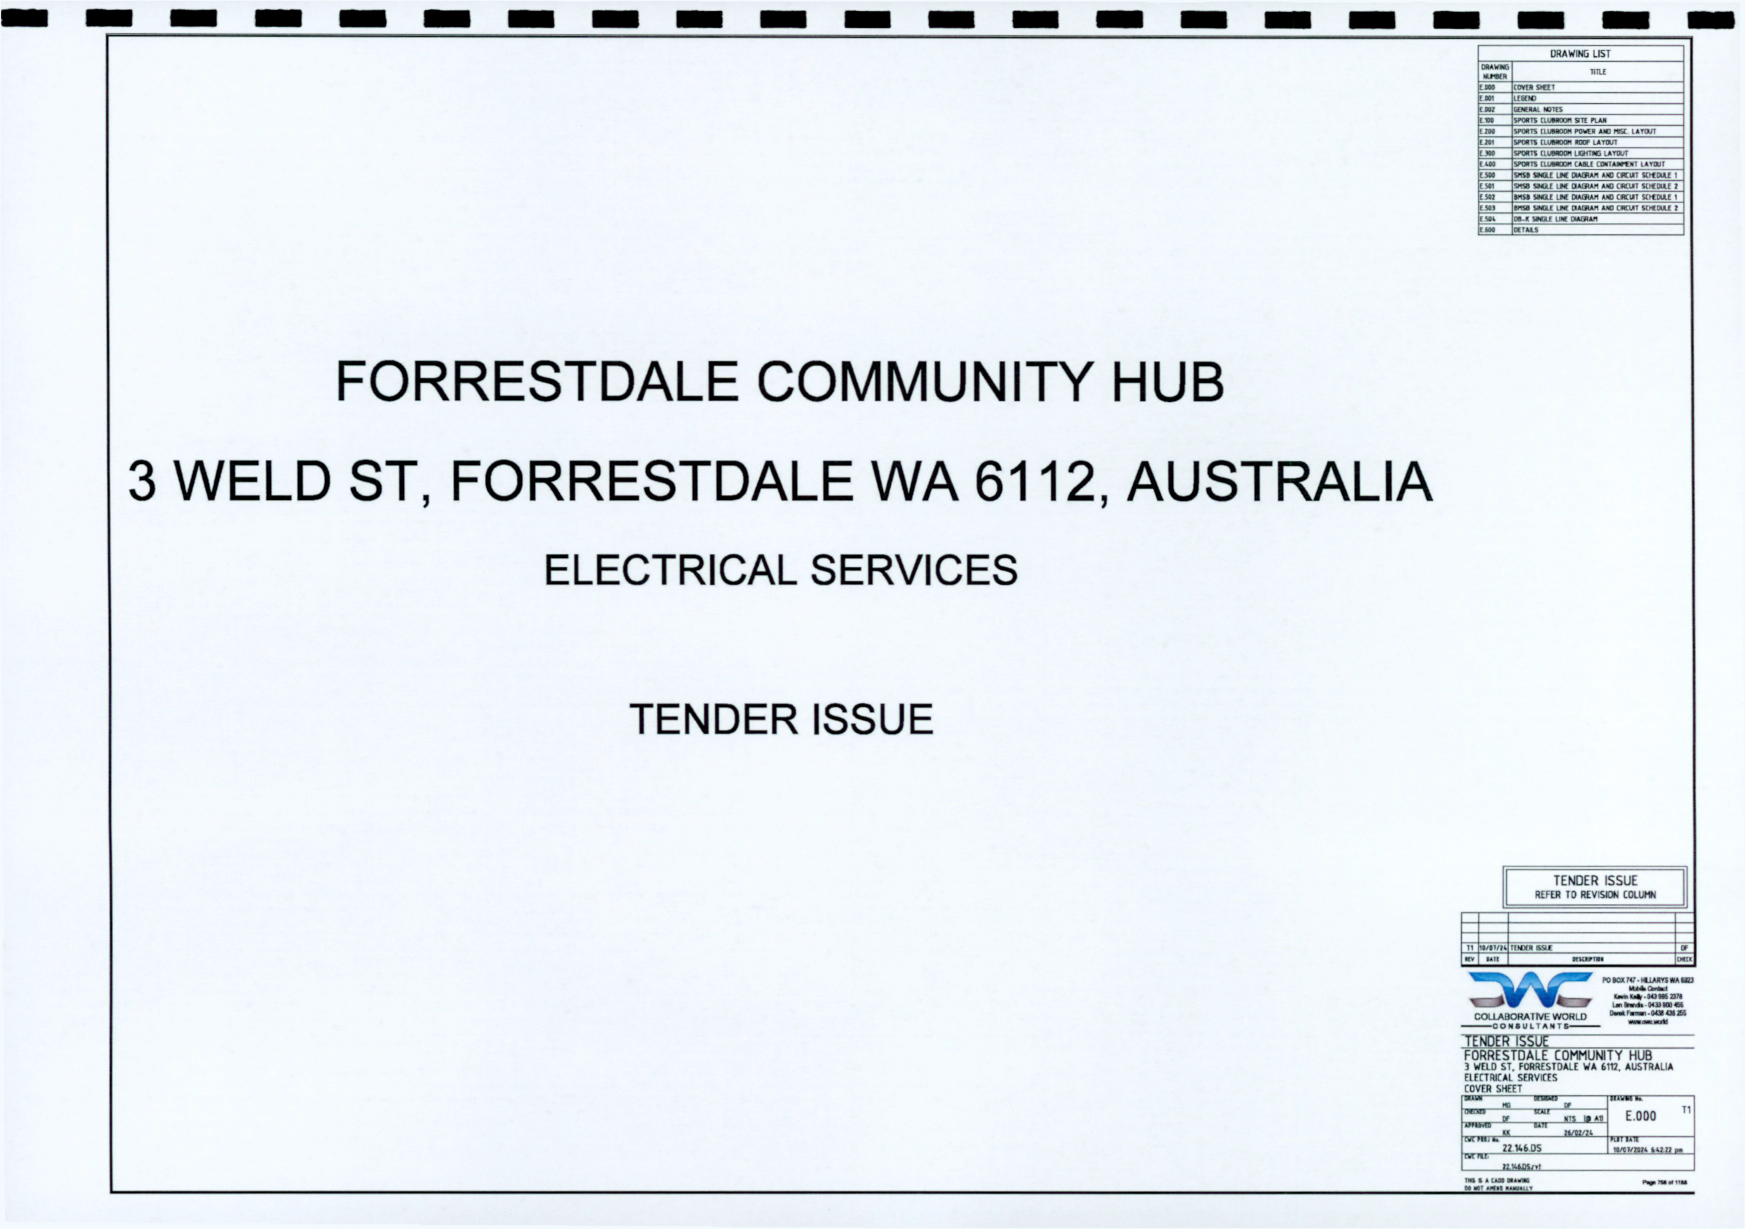 DRAWING LIST
DRAWING NUMBER TITLE
E.000 COVER SHEET
E.001 LEGEND
E.002 GENERAL NOTES
E.100 SPORTS CLUBROOM SITE PLAN
E.200 SPORTS CLUBROOM POWER AND MISC. LAYOUT
E.201 SPORTS CLUBROOM ROOF LAYOUT
E.300 SPORTS CLUBROOM LIGHTING LAYOUT
E.400 SPORTS CLUBROOM CABLE CONTAINMENT LAYOUT
E.500 SMSB SINGLE LINE DIAGRAM AND CIRCUIT SCHEDULE 1
E.501 SMSB SINGLE LINE DIAGRAM AND CIRCUIT SCHEDULE 2
E.502 BMSB SINGLE LINE DIAGRAM AND CIRCUIT SCHEDULE 1
E.503 BMSB SINGLE LINE DIAGRAM AND CIRCUIT SCHEDULE 2
E.504 DB-K SINGLE LINE DIAGRAM
E.600 DETAILS
FORRESTDALE COMMUNITY HUB
3 WELD ST, FORRESTDALE WA 6112, AUSTRALIA
ELECTRICAL SERVICES
TENDER ISSUE
TENDER ISSUE
REFER TO REVISION COLUMN
T1 10/07/24 TENDER ISSUE DF
REV DATE DESCRIPTION CHECK
COLLABORATIVE WORLD
CONSULTANTS
PO BOX 747 - HILLARYS WA 6923
Mobile Contact
Kevin Kelly - 043 995 2378
Len Brands - 0433 900 455
Derek Farman - 0438 426 255
www.cwc.world
TENDER ISSUE
FORRESTDALE COMMUNITY HUB
3 WELD ST, FORRESTDALE WA 6112, AUSTRALIA
ELECTRICAL SERVICES
COVER SHEET
DRAWN MG DESIGNED DF DRAWING No.
CHECKED DF SCALE NTS @ A1 E.000 T1
APPROVED KK DATE 26/02/24
CWC PROJ No. 22.146.DS PLOT DATE 10/07/2024 5:42:22 pm
CWC FILE: 22.146.DS/v1
THIS IS A CADD DRAWING
DO NOT AMEND MANUALLY
Page 756 of 1188